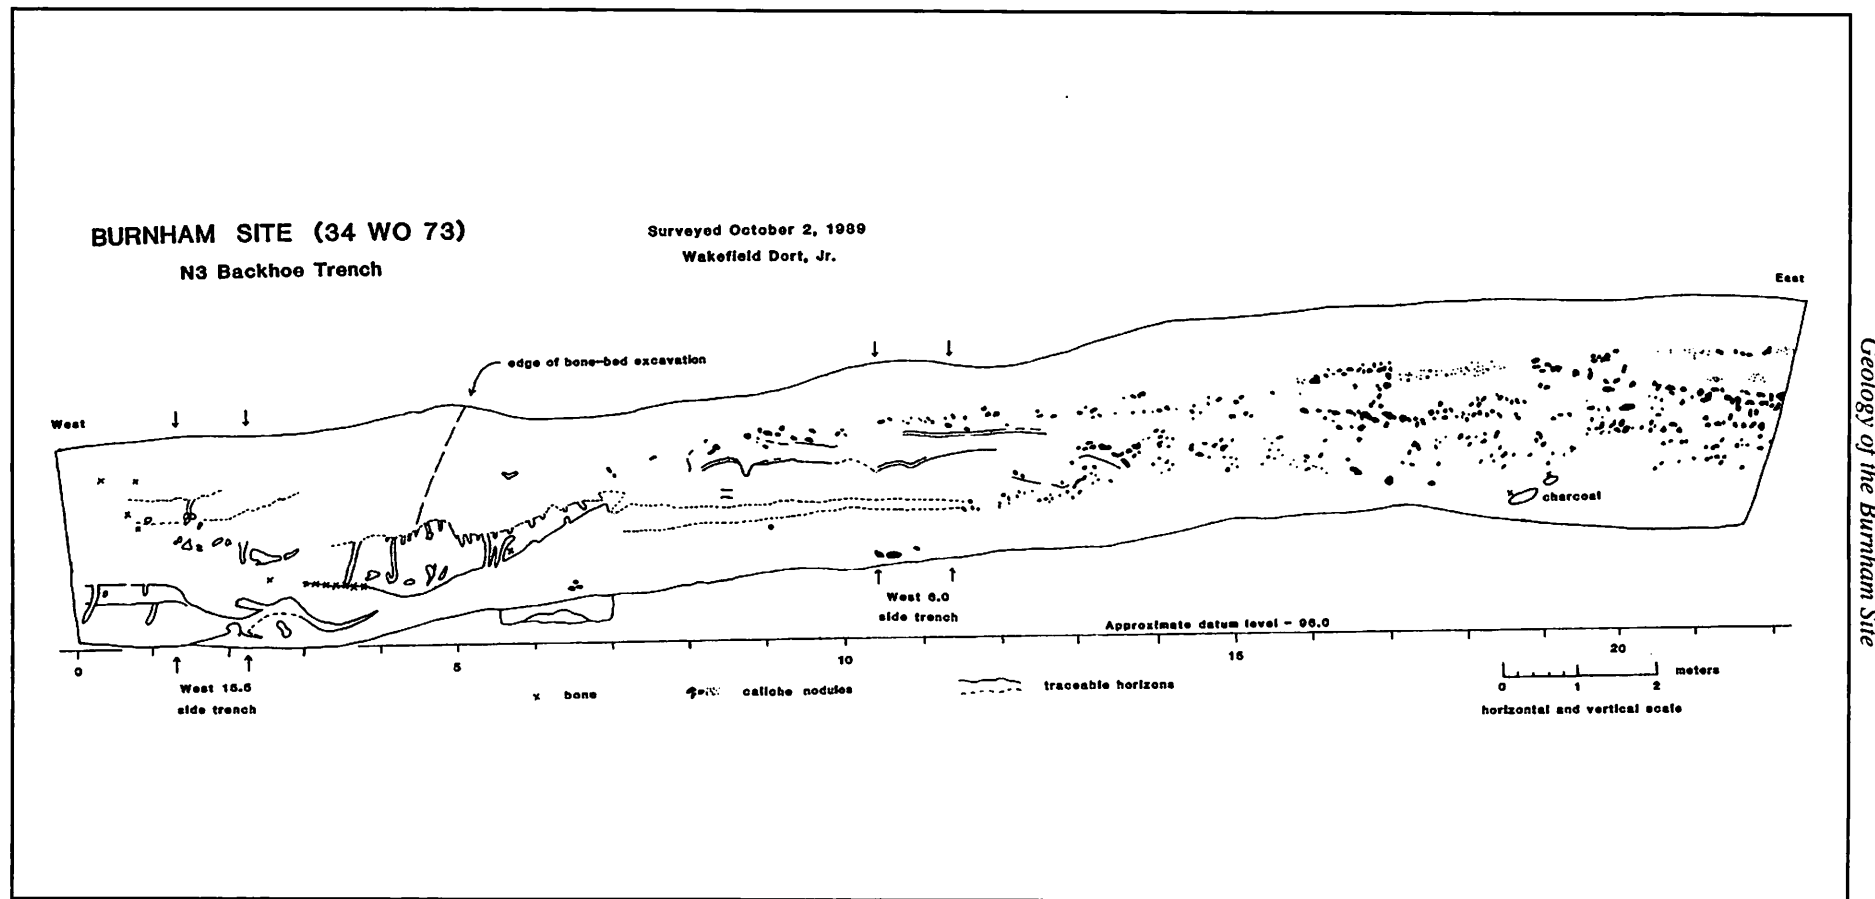 BURNHAM SITE (34 WO 73)
N3 Backhoe Trench
Surveyed October 2, 1989
Wakefield Dort, Jr.
East
edge of bone-bed excavation
West
x
charcoal
West 6.0
side trench
Approximate datum level - 96.0
0
5
10
15
20
West 15.5
side trench
x bone
caliche nodules
traceable horizons
0 1 2 meters
horizontal and vertical scale
Geology of the Burnham Site